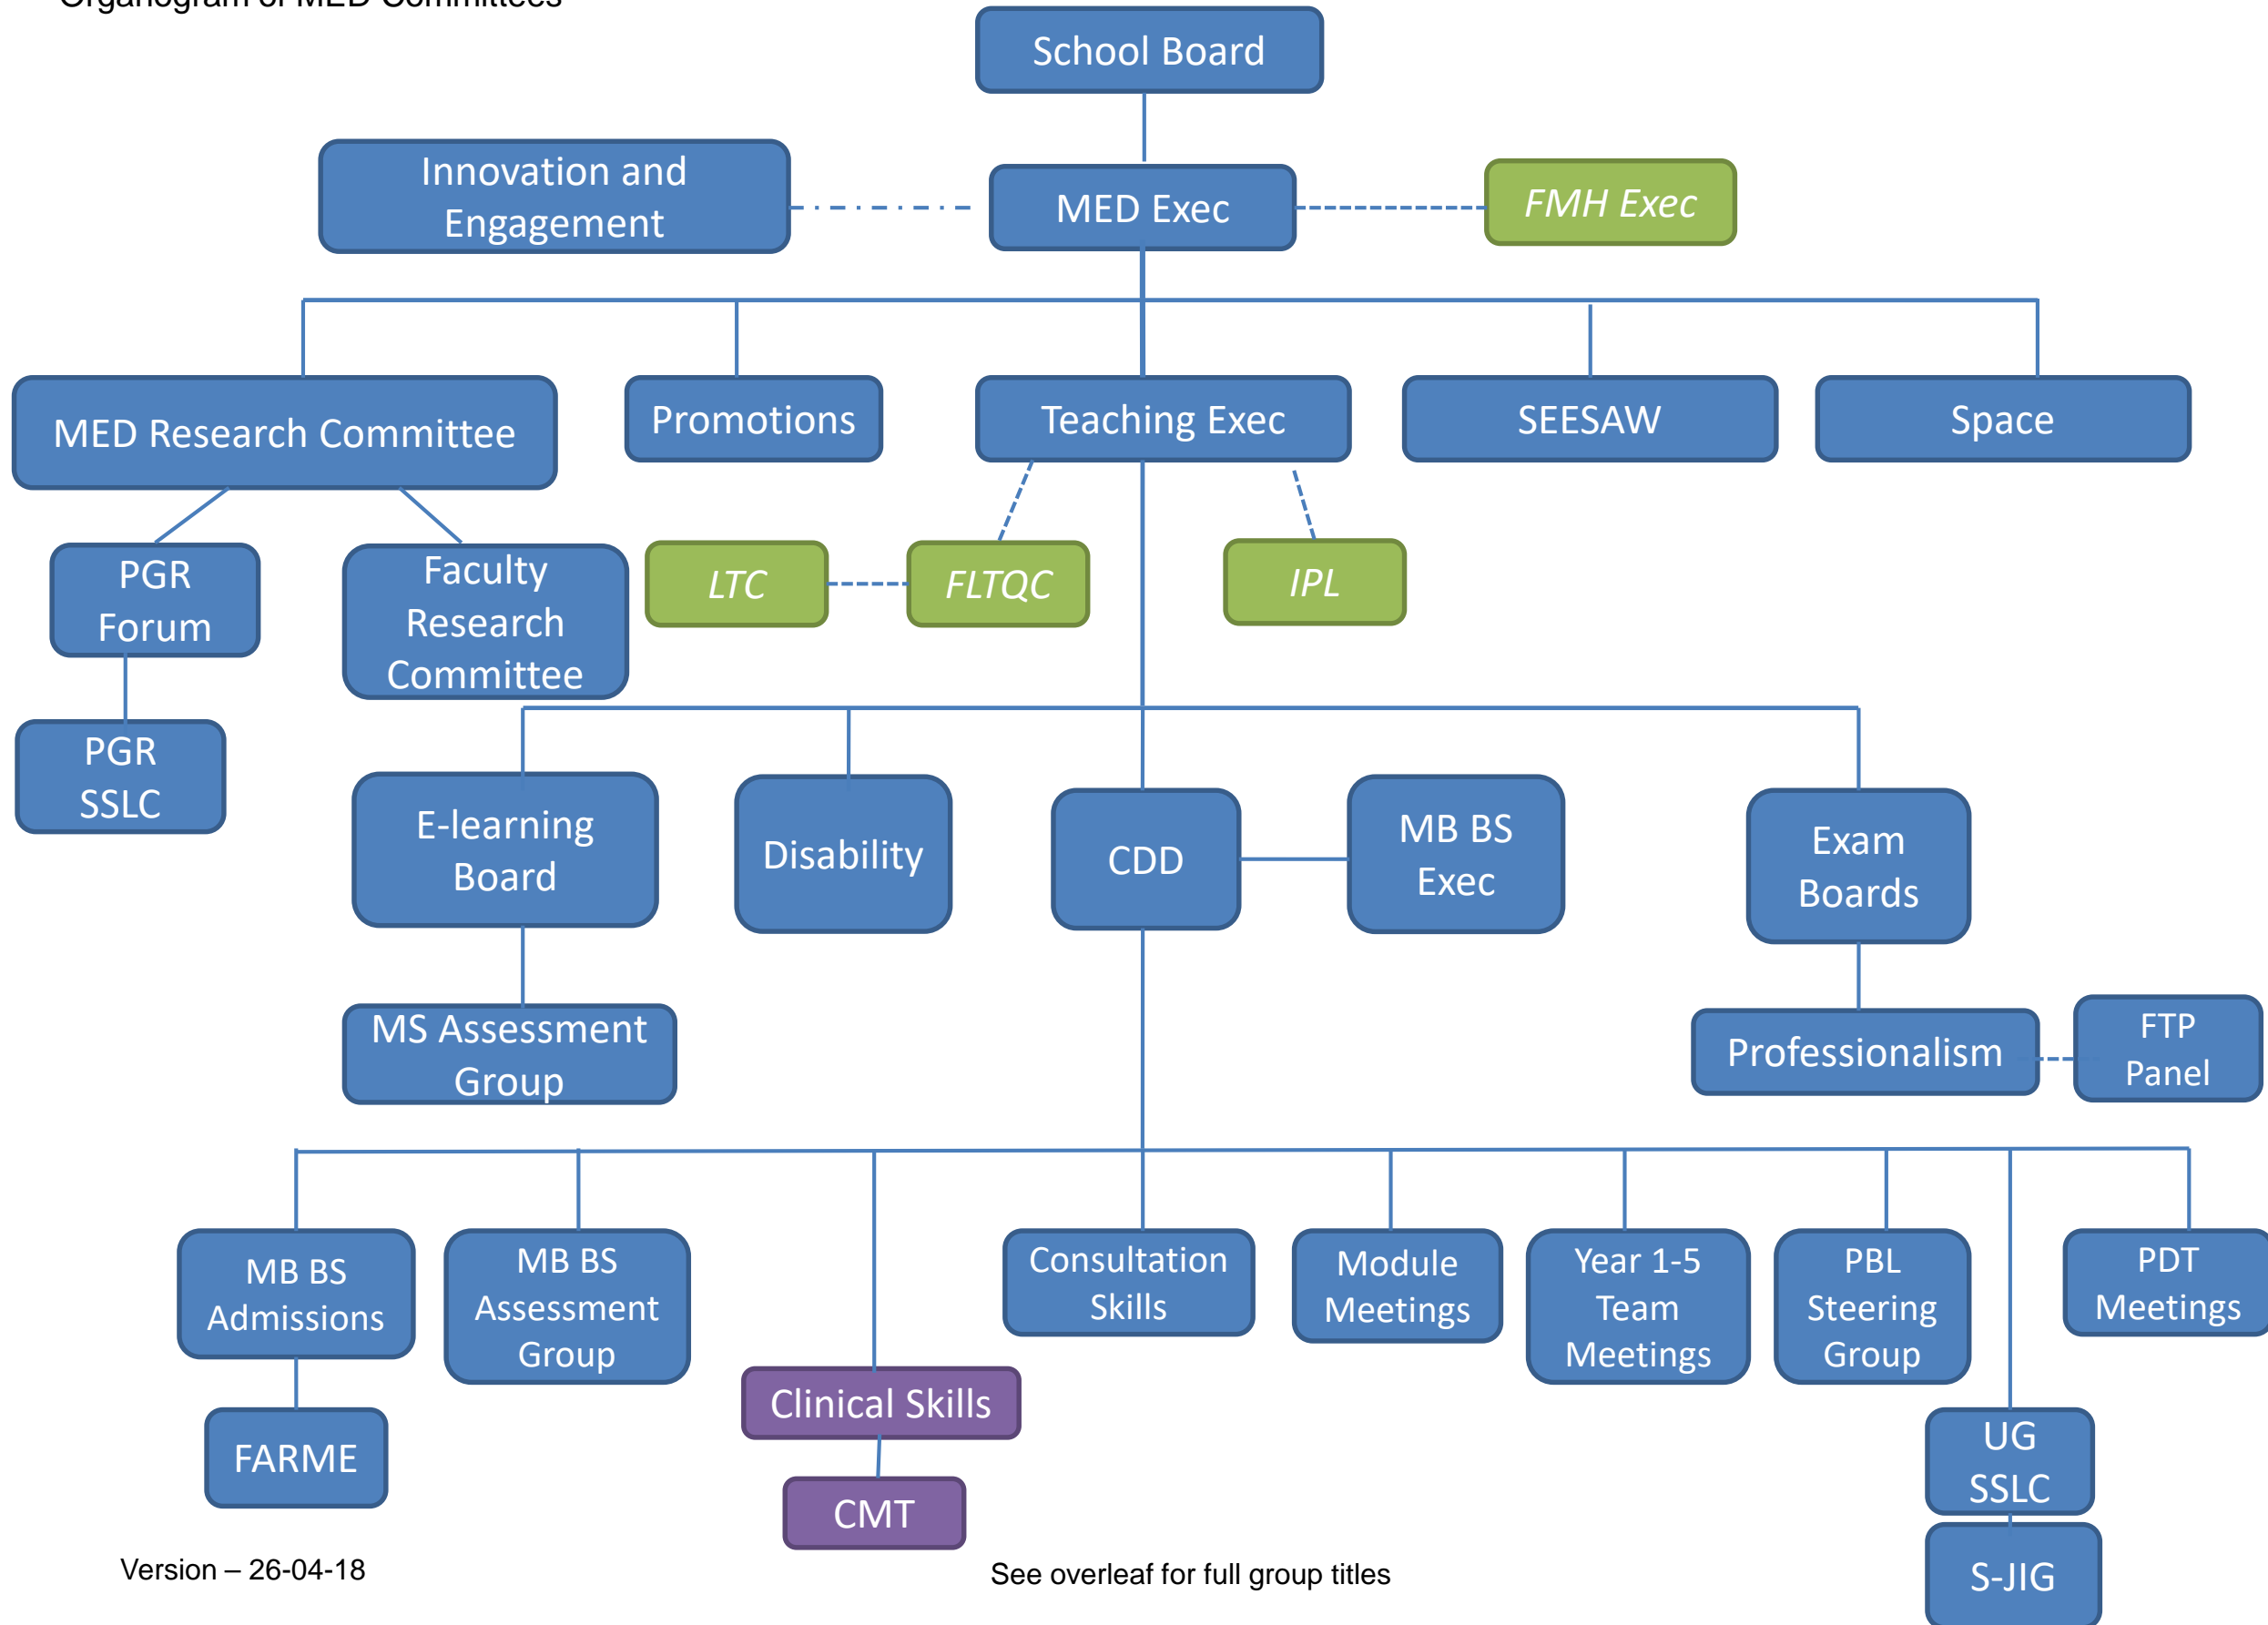 Organogram of MED Committees
School Board
Innovation and
Engagement
MED Exec
FMH Exec
MED Research Committee
Promotions
Teaching Exec
SEESAW
Space
PGR
Forum
Faculty
Research
Committee
LTC
FLTQC
IPL
PGR
SSLC
E-learning
Board
Disability
CDD
MB BS
Exec
Exam
Boards
MS Assessment
Group
Professionalism
FTP
Panel
MB BS
Admissions
MB BS
Assessment
Group
Clinical Skills
Consultation
Skills
Module
Meetings
Year 1-5
Team
Meetings
PBL
Steering
Group
PDT
Meetings
FARME
CMT
UG
SSLC
S-JIG
Version – 26-04-18
See overleaf for full group titles